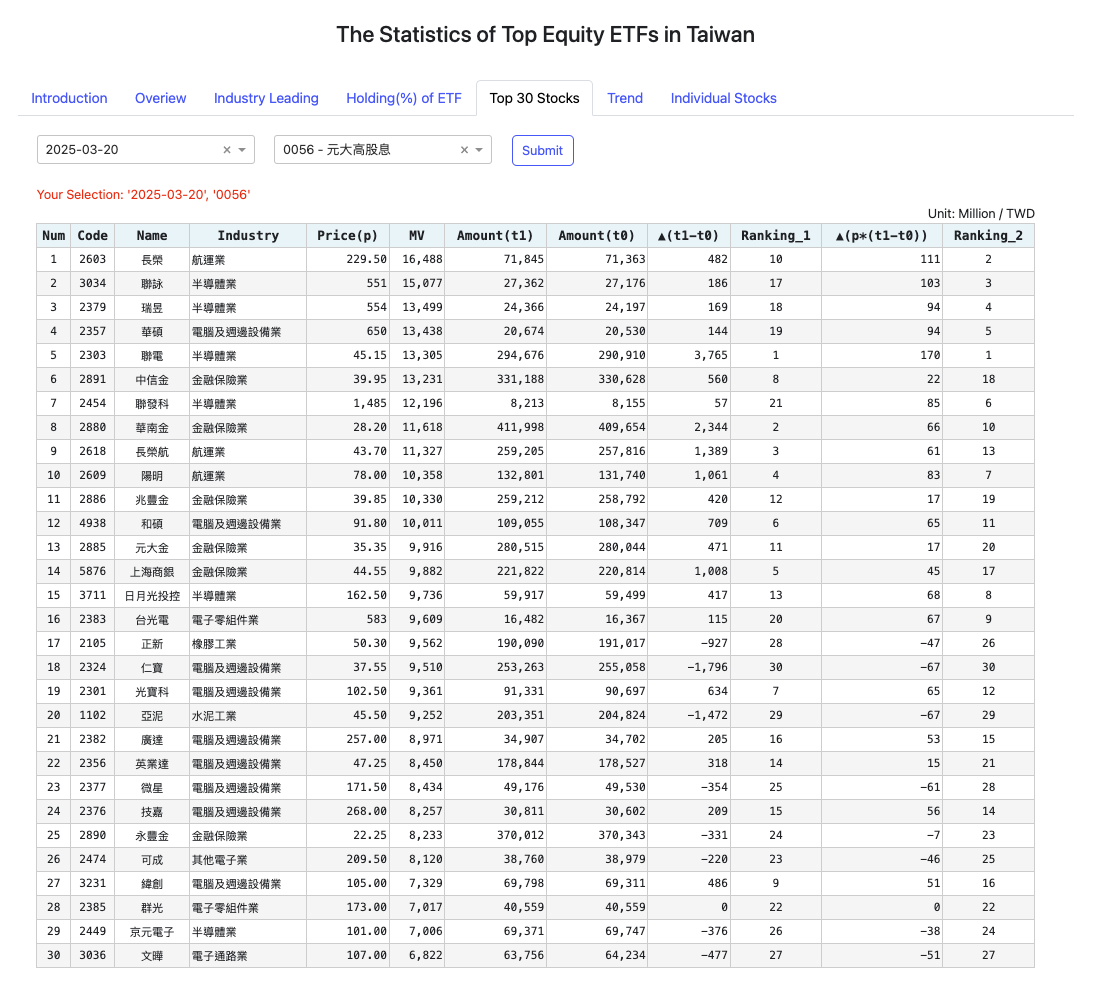 The Statistics of Top Equity ETFs in Taiwan
Introduction Overiew Industry Leading Holding(%) of ETF Top 30 Stocks Trend Individual Stocks
2025-03-20 × 0056 - 元大高股息 × Submit
Your Selection: '2025-03-20', '0056'
Unit: Million / TWD
Num Code Name Industry Price(p) MV Amount(t1) Amount(t0) ▲(t1-t0) Ranking_1 ▲(p*(t1-t0)) Ranking_2
1 2603 長榮 航運業 229.50 16,488 71,845 71,363 482 10 111 2
2 3034 聯詠 半導體業 551 15,077 27,362 27,176 186 17 103 3
3 2379 瑞昱 半導體業 554 13,499 24,366 24,197 169 18 94 4
4 2357 華碩 電腦及週邊設備業 650 13,438 20,674 20,530 144 19 94 5
5 2303 聯電 半導體業 45.15 13,305 294,676 290,910 3,765 1 170 1
6 2891 中信金 金融保險業 39.95 13,231 331,188 330,628 560 8 22 18
7 2454 聯發科 半導體業 1,485 12,196 8,213 8,155 57 21 85 6
8 2880 華南金 金融保險業 28.20 11,618 411,998 409,654 2,344 2 66 10
9 2618 長榮航 航運業 43.70 11,327 259,205 257,816 1,389 3 61 13
10 2609 陽明 航運業 78.00 10,358 132,801 131,740 1,061 4 83 7
11 2886 兆豐金 金融保險業 39.85 10,330 259,212 258,792 420 12 17 19
12 4938 和碩 電腦及週邊設備業 91.80 10,011 109,055 108,347 709 6 65 11
13 2885 元大金 金融保險業 35.35 9,916 280,515 280,044 471 11 17 20
14 5876 上海商銀 金融保險業 44.55 9,882 221,822 220,814 1,008 5 45 17
15 3711 日月光投控 半導體業 162.50 9,736 59,917 59,499 417 13 68 8
16 2383 台光電 電子零組件業 583 9,609 16,482 16,367 115 20 67 9
17 2105 正新 橡膠工業 50.30 9,562 190,090 191,017 −927 28 −47 26
18 2324 仁寶 電腦及週邊設備業 37.55 9,510 253,263 255,058 −1,796 30 −67 30
19 2301 光寶科 電腦及週邊設備業 102.50 9,361 91,331 90,697 634 7 65 12
20 1102 亞泥 水泥工業 45.50 9,252 203,351 204,824 −1,472 29 −67 29
21 2382 廣達 電腦及週邊設備業 257.00 8,971 34,907 34,702 205 16 53 15
22 2356 英業達 電腦及週邊設備業 47.25 8,450 178,844 178,527 318 14 15 21
23 2377 微星 電腦及週邊設備業 171.50 8,434 49,176 49,530 −354 25 −61 28
24 2376 技嘉 電腦及週邊設備業 268.00 8,257 30,811 30,602 209 15 56 14
25 2890 永豐金 金融保險業 22.25 8,233 370,012 370,343 −331 24 −7 23
26 2474 可成 其他電子業 209.50 8,120 38,760 38,979 −220 23 −46 25
27 3231 緯創 電腦及週邊設備業 105.00 7,329 69,798 69,311 486 9 51 16
28 2385 群光 電子零組件業 173.00 7,017 40,559 40,559 0 22 0 22
29 2449 京元電子 半導體業 101.00 7,006 69,371 69,747 −376 26 −38 24
30 3036 文曄 電子通路業 107.00 6,822 63,756 64,234 −477 27 −51 27